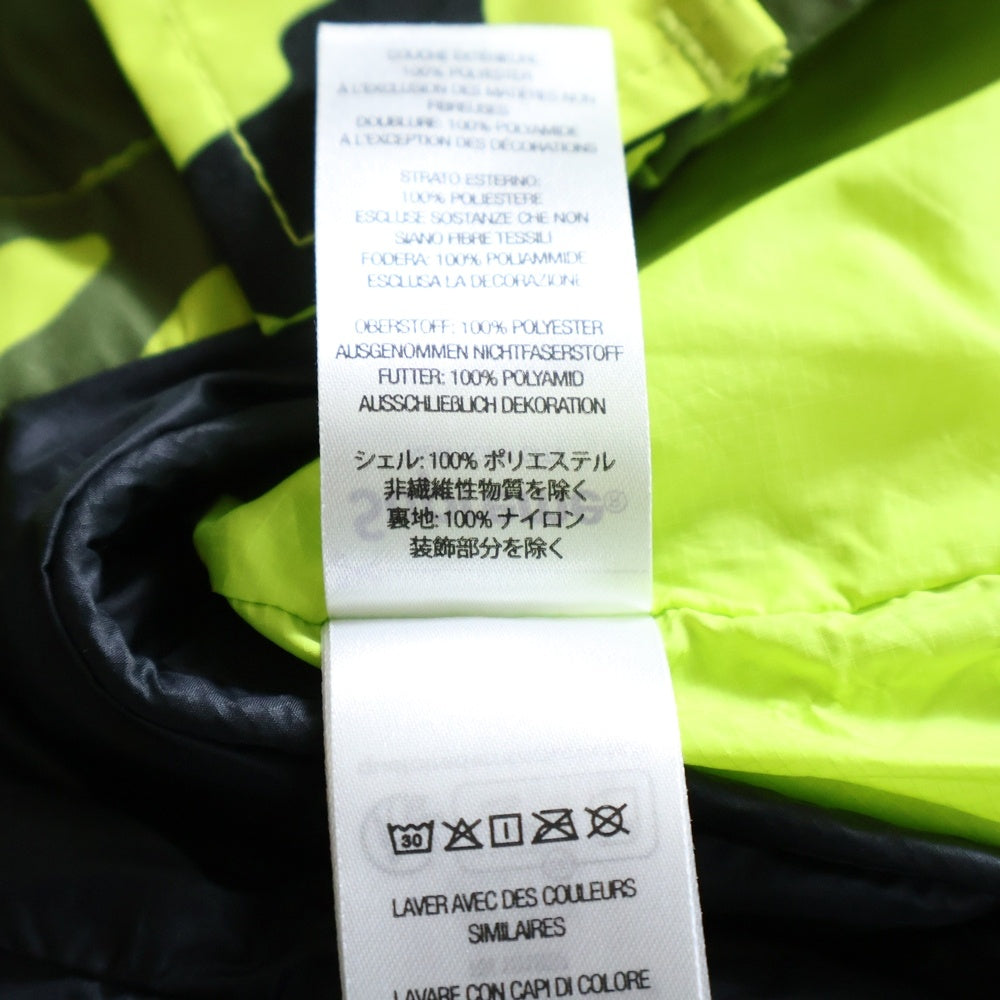 COUCHE EXTÉRIEURE
100% POLYESTER
À L'EXCLUSION DES MATIÈRES NON
FIBREUSES
DOUBLURE: 100% POLYAMIDE
À L'EXCEPTION DES DÉCORATIONS
STRATO ESTERNO:
100% POLIESTERE
ESCLUSE SOSTANZE CHE NON
SIANO FIBRE TESSILI
FODERA: 100% POLIAMMIDE
ESCLUSA LA DECORAZIONE
OBERSTOFF: 100% POLYESTER
AUSGENOMMEN NICHTFASERSTOFF
FUTTER: 100% POLYAMID
AUSSCHLIEßLICH DEKORATION
シェル: 100% ポリエステル
非繊維性物質を除く
裏地: 100% ナイロン
装飾部分を除く
30
LAVER AVEC DES COULEURS
SIMILAIRES
LAVARE CON CAPI DI COLORE